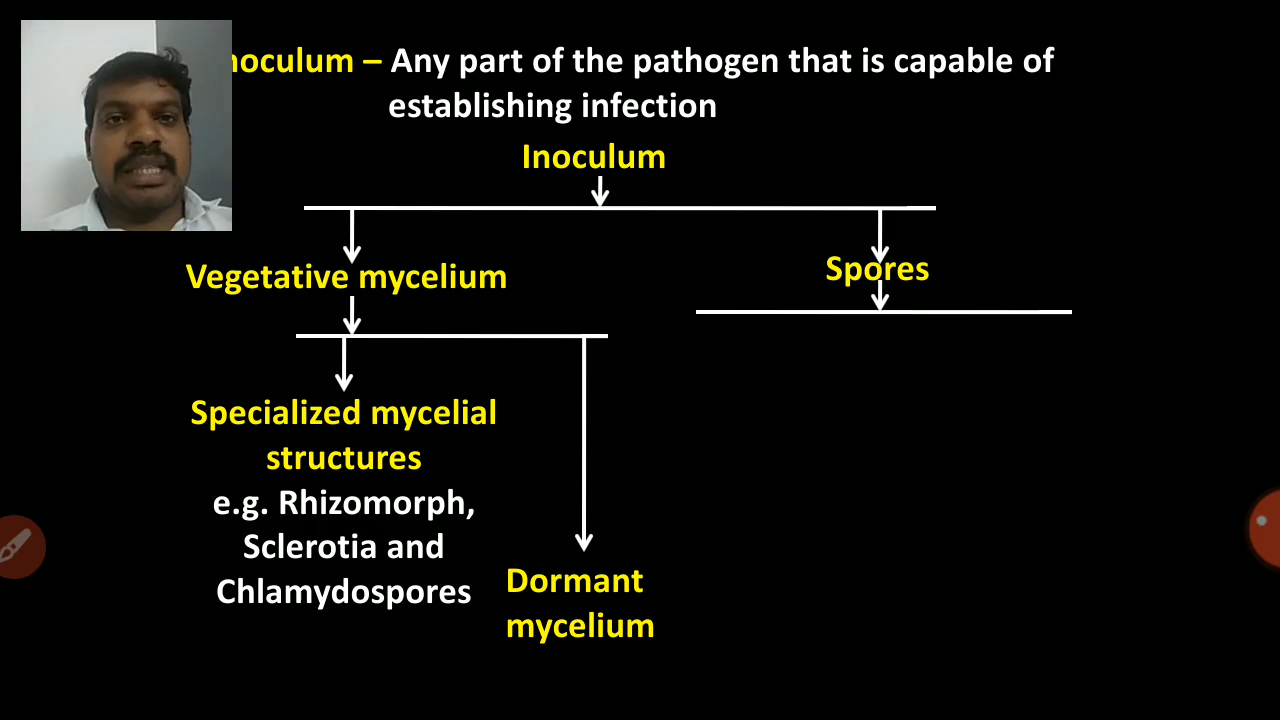 noculum – Any part of the pathogen that is capable of
establishing infection
Inoculum
Vegetative mycelium
Spores
Specialized mycelial
structures
e.g. Rhizomorph,
Sclerotia and
Chlamydospores
Dormant
mycelium